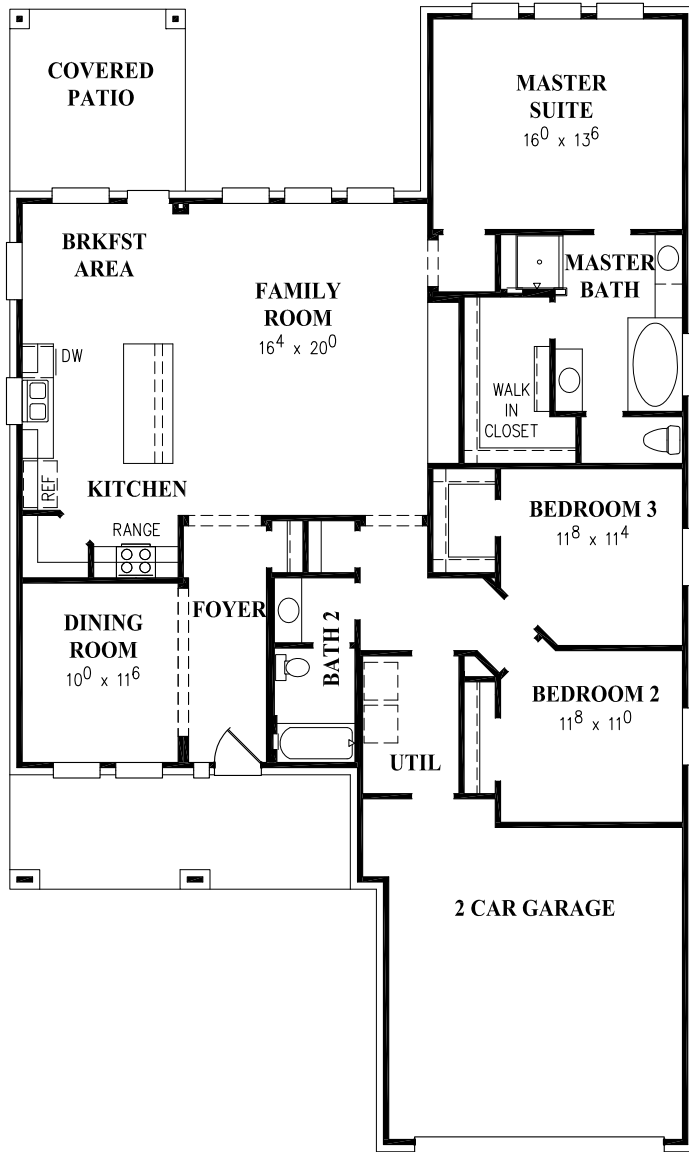 COVERED
PATIO
MASTER
SUITE
16⁰ x 13⁶
BRKFST
AREA
FAMILY
ROOM
16⁴ x 20⁰
MASTER
BATH
DW
WALK
IN
CLOSET
REF
KITCHEN
RANGE
BEDROOM 3
11⁸ x 11⁴
DINING
ROOM
10⁰ x 11⁶
FOYER
BATH 2
BEDROOM 2
11⁸ x 11⁰
UTIL
2 CAR GARAGE